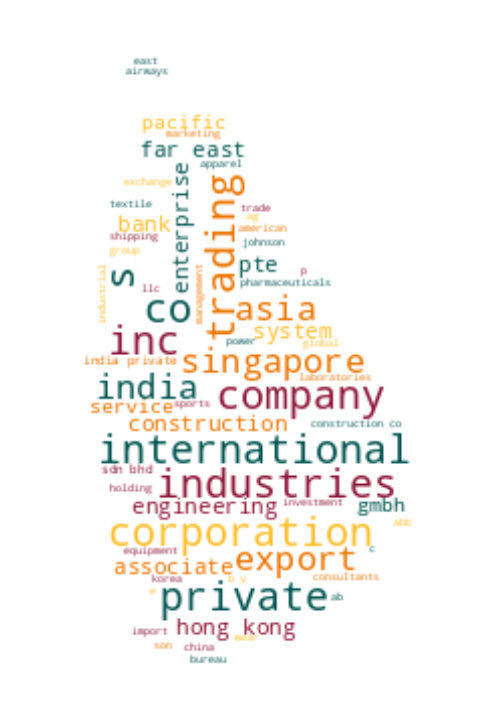 east
airways
pacific
marketing
far east
apparel
enterprise
trading
exchange
textile
trade
ag
bank
american
shipping
johnson
group
pte
p
s
industrial
management
pharmaceuticals
llc
co
asia
system
inc
power
global
india private
singapore
laboratories
india
company
service
sports
construction
construction co
international
sdn bhd
industries
holding
engineering
investment
gmbh
corporation
abb
equipment
c
export
associate
korea
b v
consultants
private
ab
import
hong kong
son
china
bureau